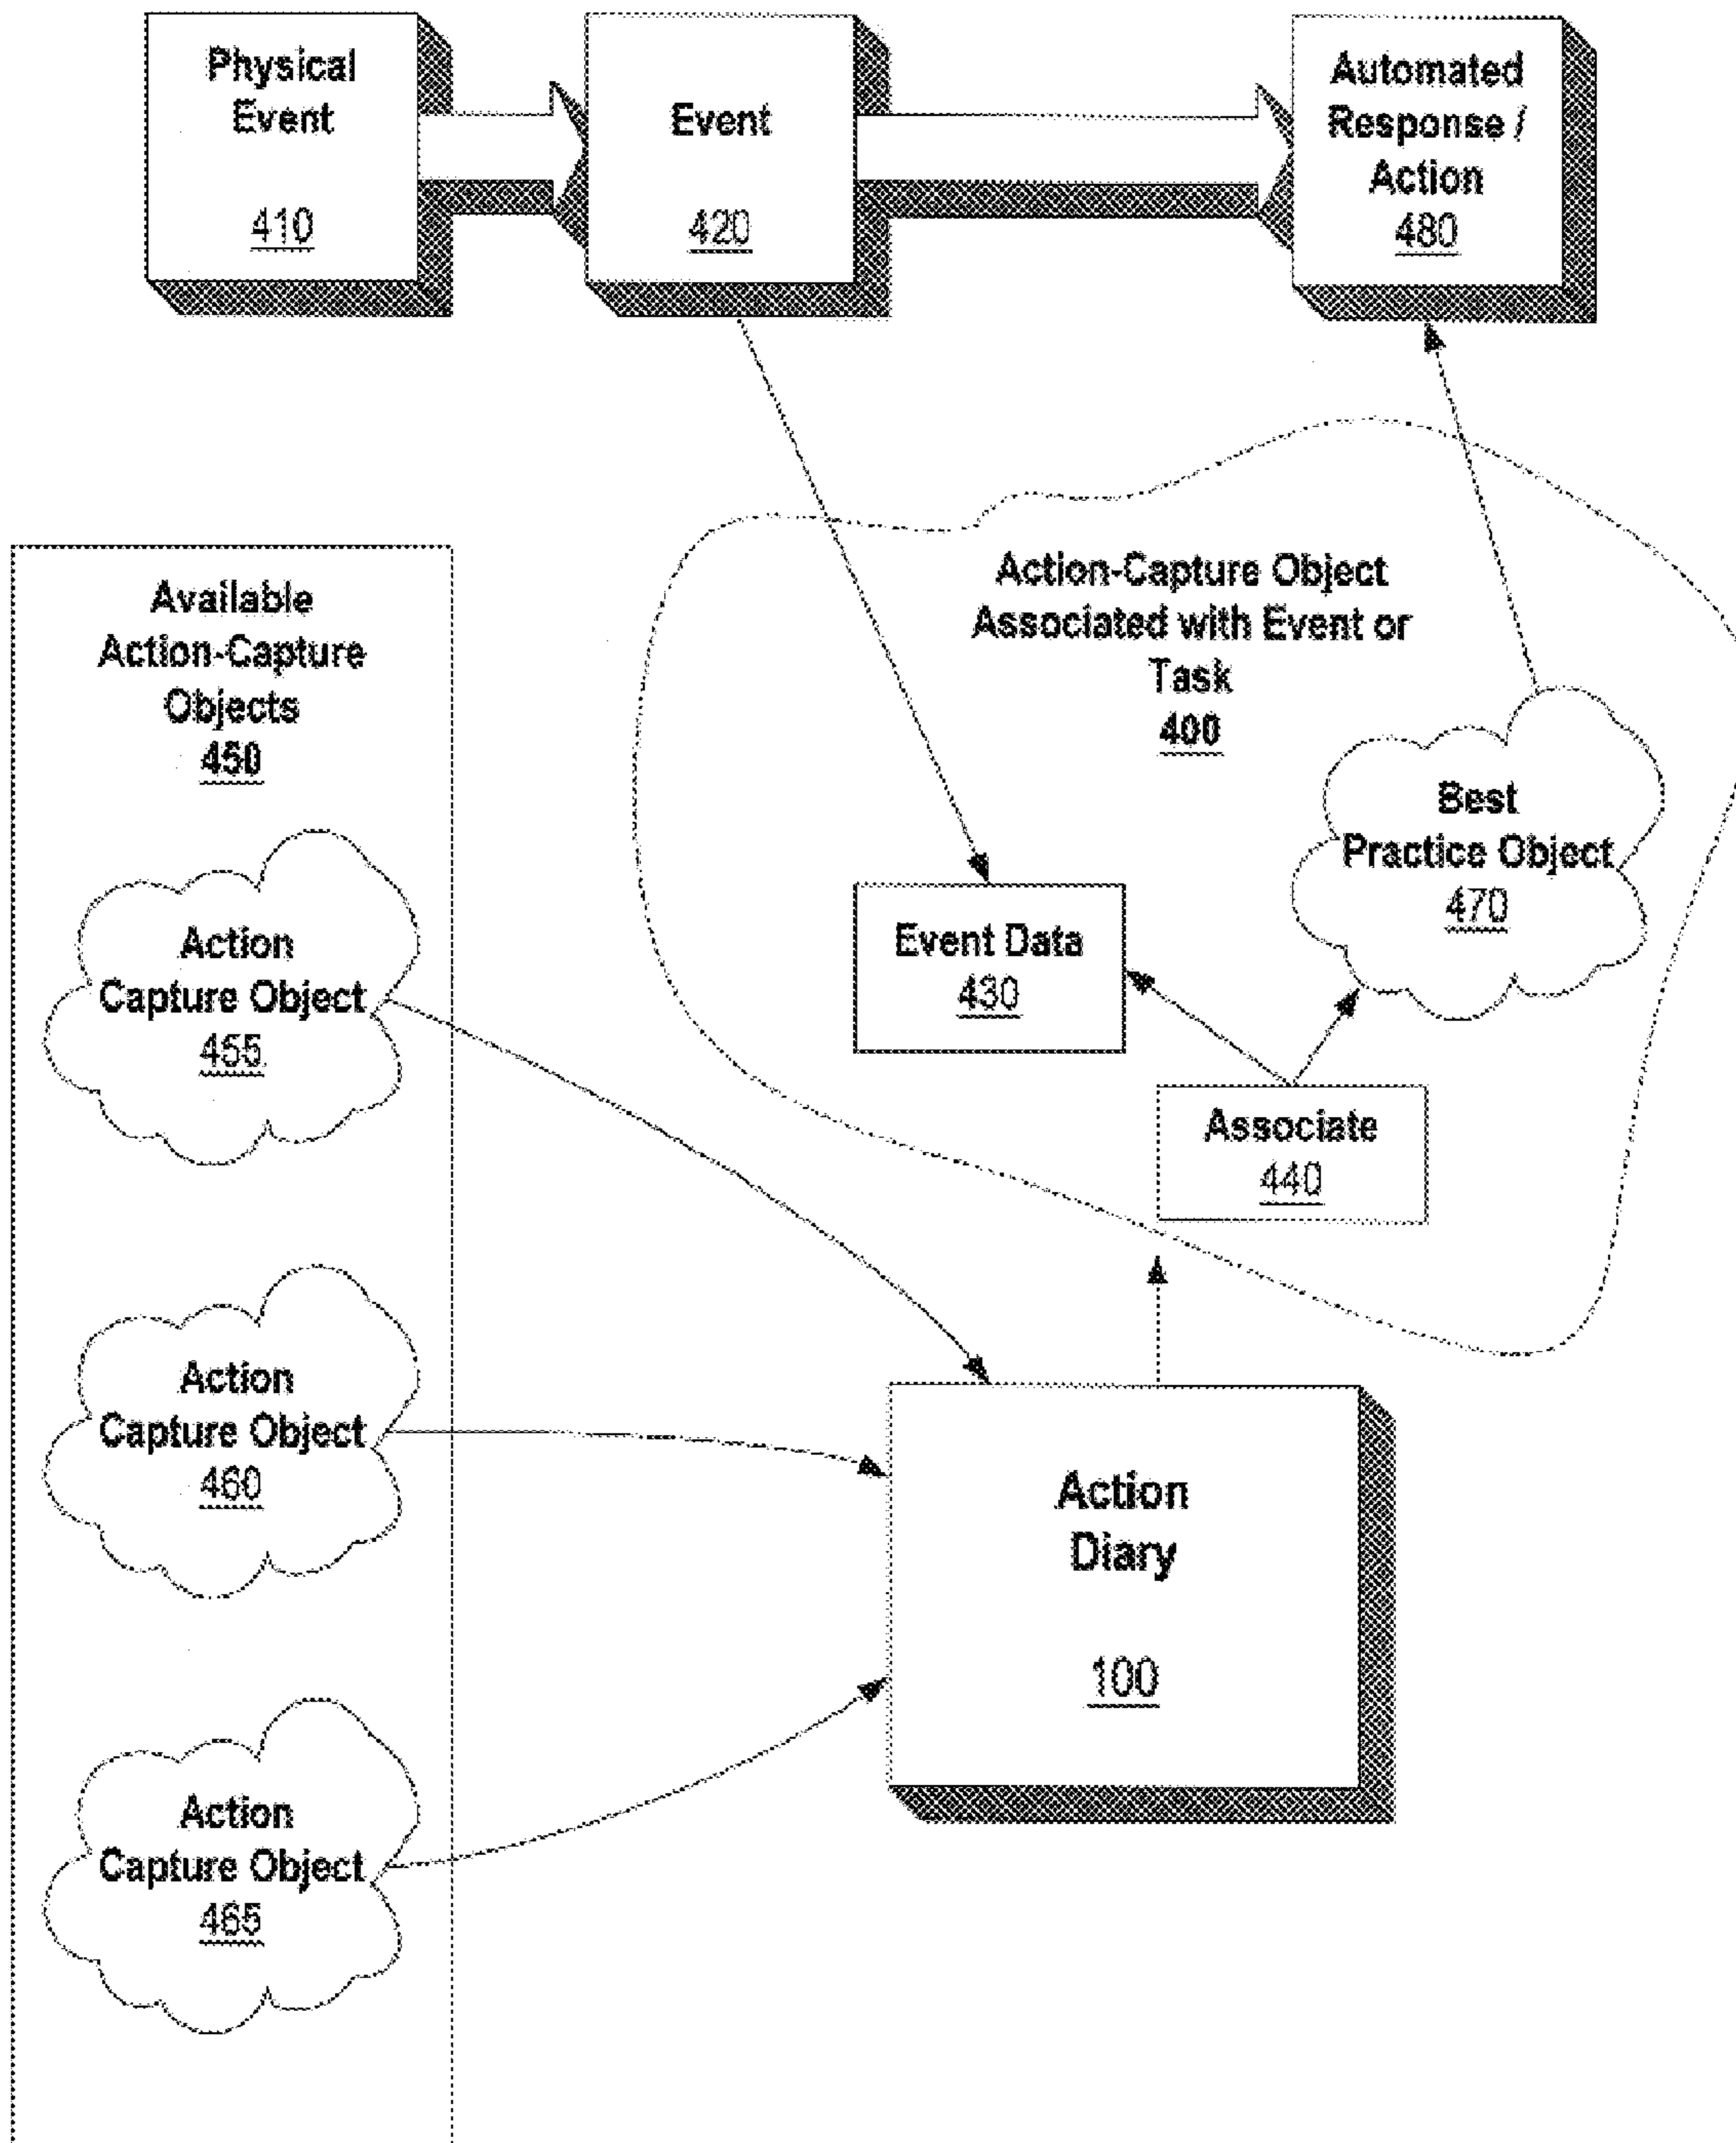 Physical
Event
410
Event
420
Automated
Response /
Action
480
Available
Action-Capture
Objects
450
Action
Capture Object
455
Action
Capture Object
460
Action
Capture Object
465
Action-Capture Object
Associated with Event or
Task
400
Best
Practice Object
470
Event Data
430
Associate
440
Action
Diary
100